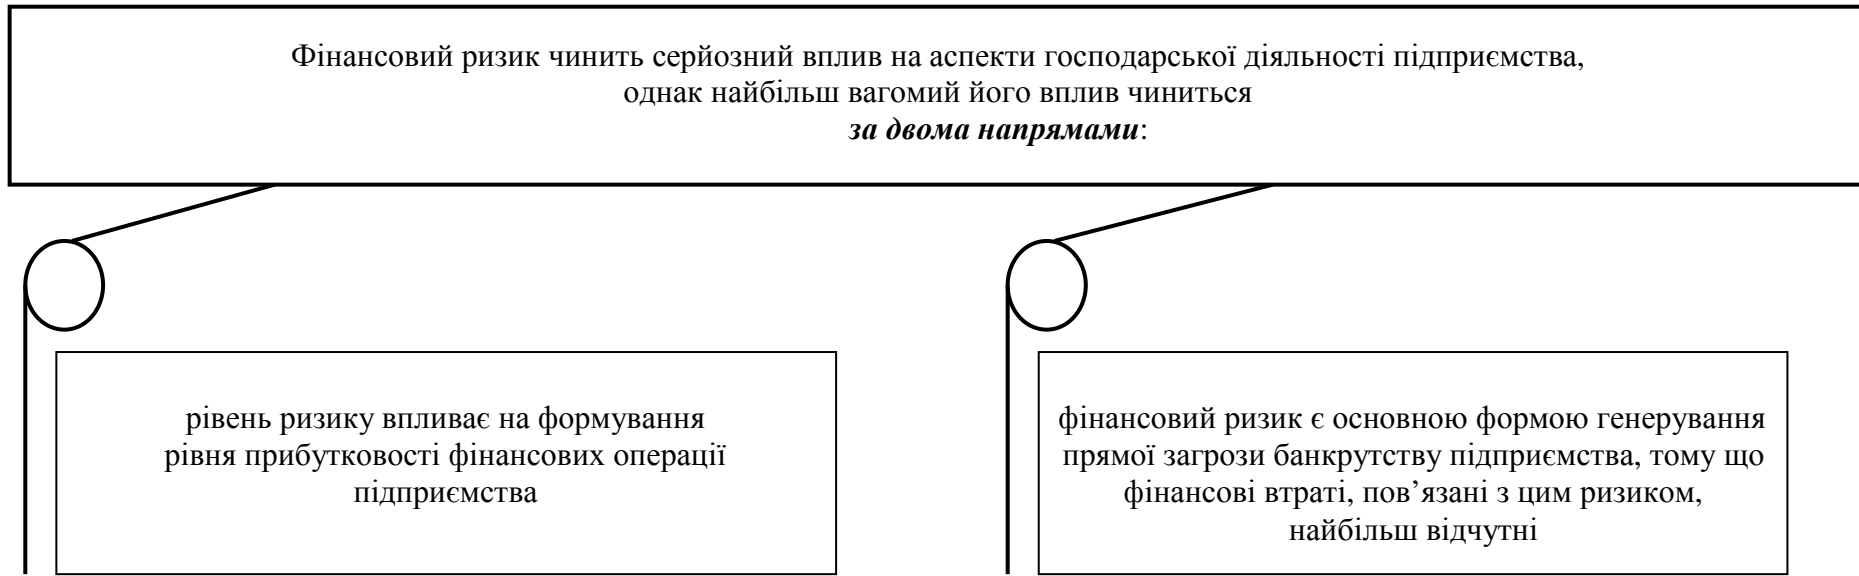 Фінансовий ризик чинить серйозний вплив на аспекти господарської діяльності підприємства,
однак найбільш вагомий його вплив чиниться
за двома напрямами:
рівень ризику впливає на формування
рівня прибутковості фінансових операції
підприємства
фінансовий ризик є основною формою генерування
прямої загрози банкрутству підприємства, тому що
фінансові втраті, пов’язані з цим ризиком,
найбільш відчутні